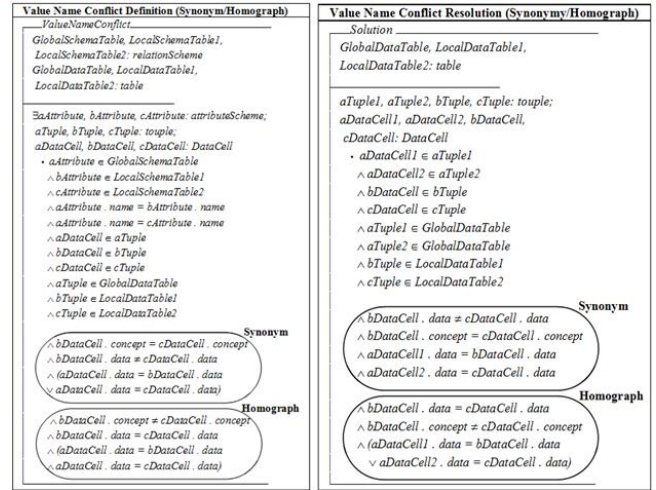 Value Name Conflict Definition (Synonym/Homograph)
ValueNameConflict
GlobalSchemaTable, LocalSchemaTable1,
LocalSchemaTable2: relationScheme
GlobalDataTable, LocalDataTable1,
LocalDataTable2: table
∃aAttribute, bAttribute, cAttribute: attributeScheme;
aTuple, bTuple, cTuple: touple;
aDataCell, bDataCell, cDataCell: DataCell
• aAttribute ∈ GlobalSchemaTable
∧ bAttribute ∈ LocalSchemaTable1
∧ cAttribute ∈ LocalSchemaTable2
∧ aAttribute . name = bAttribute . name
∧ aAttribute . name = cAttribute . name
∧ aDataCell ∈ aTuple
∧ bDataCell ∈ bTuple
∧ cDataCell ∈ cTuple
∧ aTuple ∈ GlobalDataTable
∧ bTuple ∈ LocalDataTable1
∧ cTuple ∈ LocalDataTable2
Synonym
∧ bDataCell . concept = cDataCell . concept
∧ bDataCell . data ≠ cDataCell . data
∧ (aDataCell . data = bDataCell . data
∨ aDataCell . data = cDataCell . data)
Homograph
∧ bDataCell . concept ≠ cDataCell . concept
∧ bDataCell . data = cDataCell . data
∧ (aDataCell . data = bDataCell . data
∧ aDataCell . data = cDataCell . data)
Value Name Conflict Resolution (Synonymy/Homograph)
Solution
GlobalDataTable, LocalDataTable1,
LocalDataTable2: table
aTuple1, aTuple2, bTuple, cTuple: touple;
aDataCell1, aDataCell2, bDataCell,
cDataCell: DataCell
• aDataCell1 ∈ aTuple1
∧ aDataCell2 ∈ aTuple2
∧ bDataCell ∈ bTuple
∧ cDataCell ∈ cTuple
∧ aTuple1 ∈ GlobalDataTable
∧ aTuple2 ∈ GlobalDataTable
∧ bTuple ∈ LocalDataTable1
∧ cTuple ∈ LocalDataTable2
Synonym
∧ bDataCell . data ≠ cDataCell . data
∧ bDataCell . concept = cDataCell . concept
∧ aDataCell1 . data = bDataCell . data
∧ aDataCell2 . data = cDataCell . data
Homograph
∧ bDataCell . data = cDataCell . data
∧ bDataCell . concept ≠ cDataCell . concept
∧ (aDataCell1 . data = bDataCell . data
∨ aDataCell2 . data = cDataCell . data)